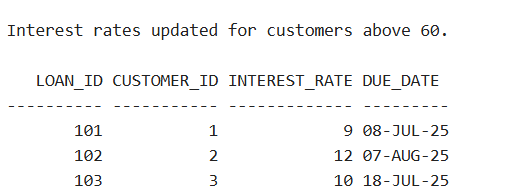 Interest rates updated for customers above 60.
LOAN_ID CUSTOMER_ID INTEREST_RATE DUE_DATE
---------- ----------- ------------- ---------
101 1 9 08-JUL-25
102 2 12 07-AUG-25
103 3 10 18-JUL-25